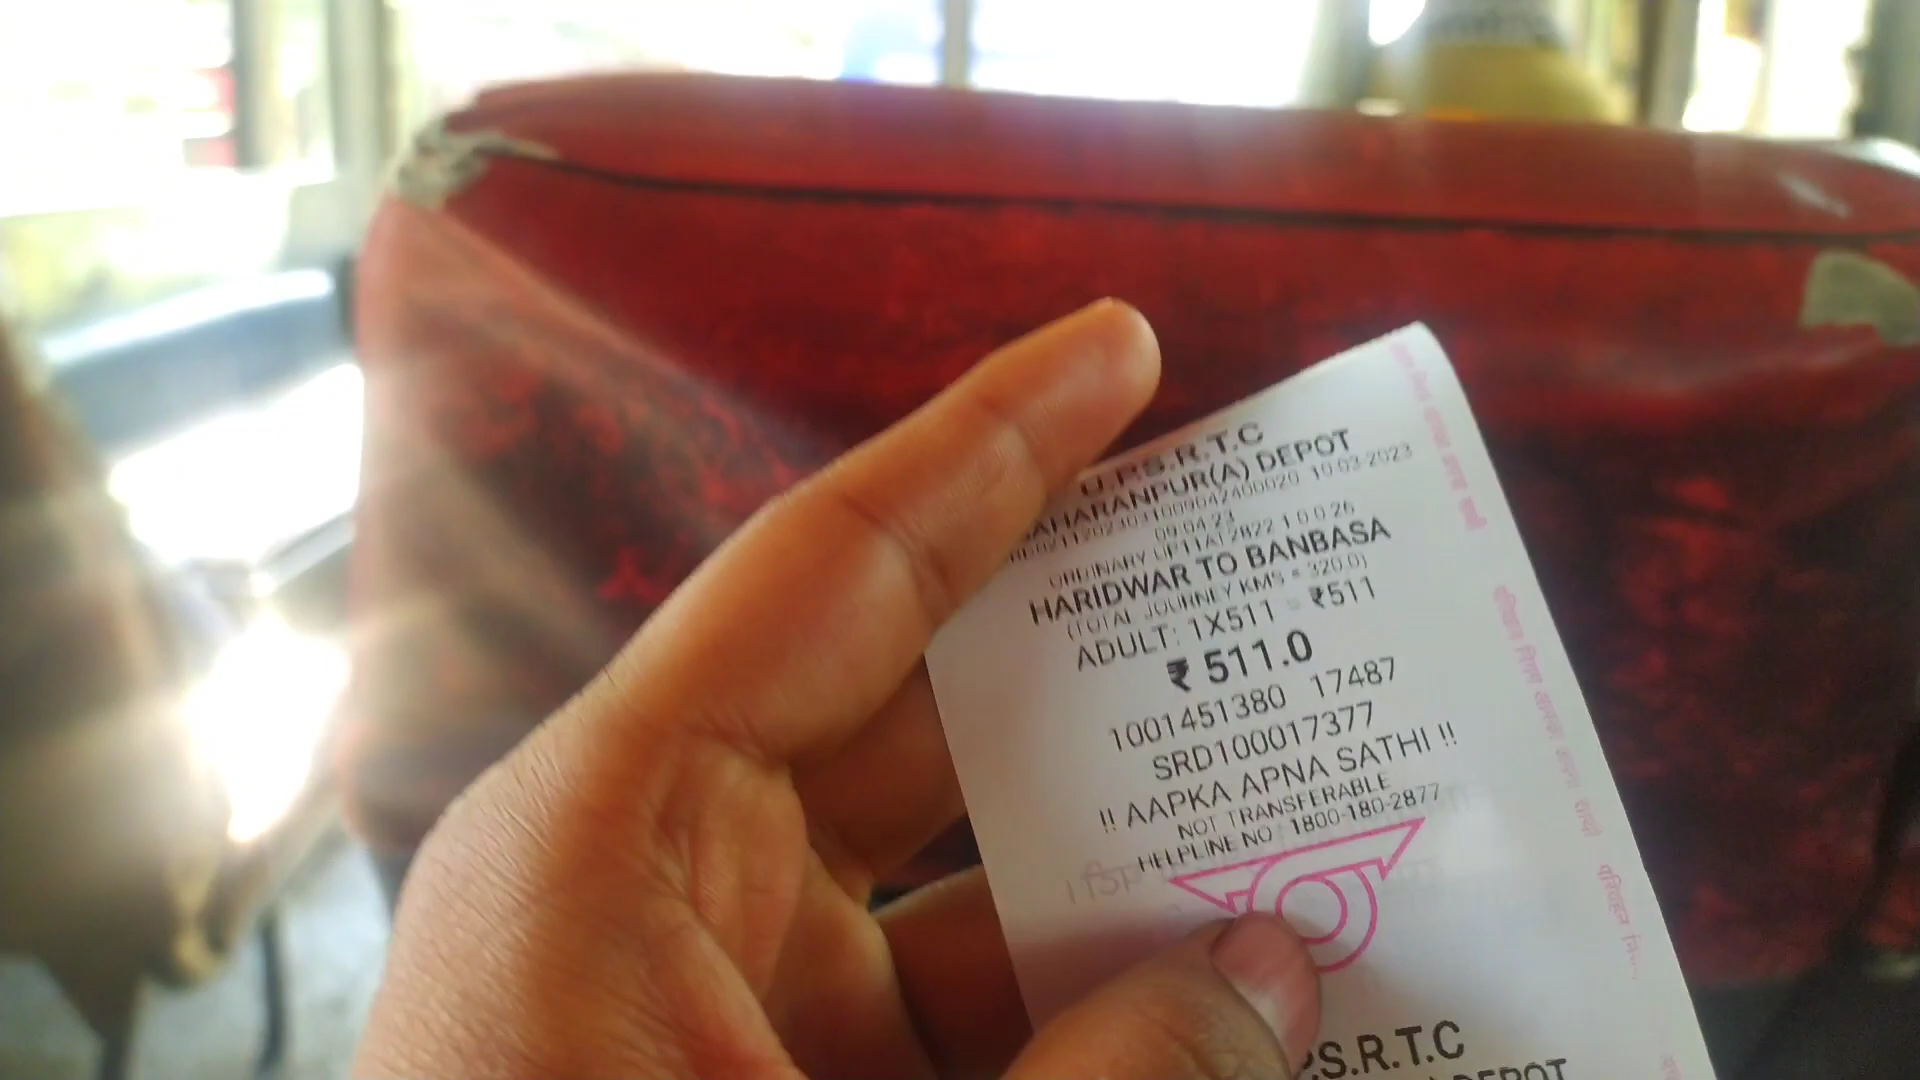 U.P.S.R.T.C
SAHARANPUR(A) DEPOT
10-03-2023
09:04:23
ORDINARY
HARIDWAR TO BANBASA
(TOTAL JOURNEY KMS = 320.0)
ADULT: 1X511 = ₹511
₹ 511.0
1001451380 17487
SRD100017377
!! AAPKA APNA SATHI !!
NOT TRANSFERABLE
HELPLINE NO : 1800-180-2877
.S.R.T.C
DEPOT